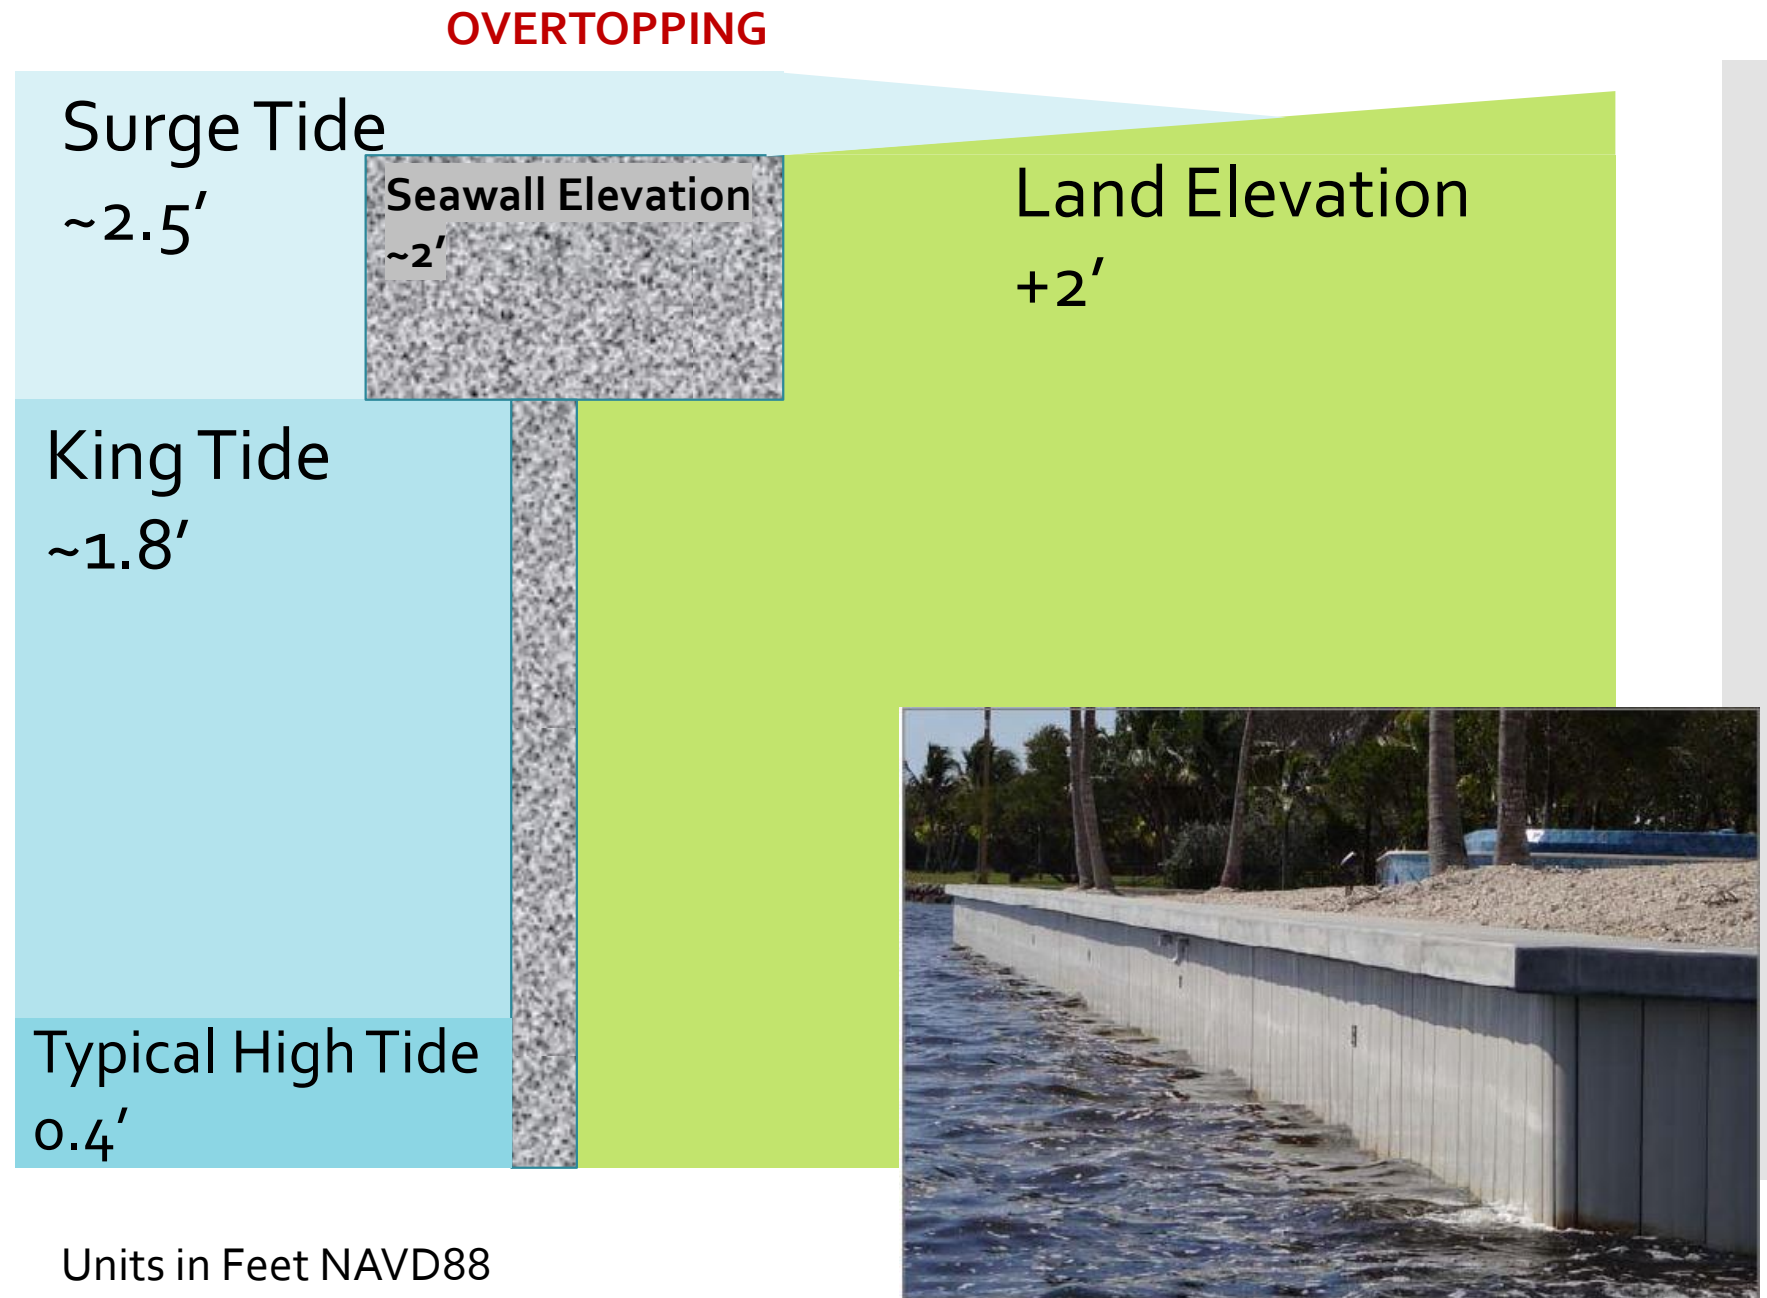 OVERTOPPING
Surge Tide
~2.5′
Seawall Elevation
~2′
Land Elevation
+2′
King Tide
~1.8′
Typical High Tide
0.4′
Units in Feet NAVD88